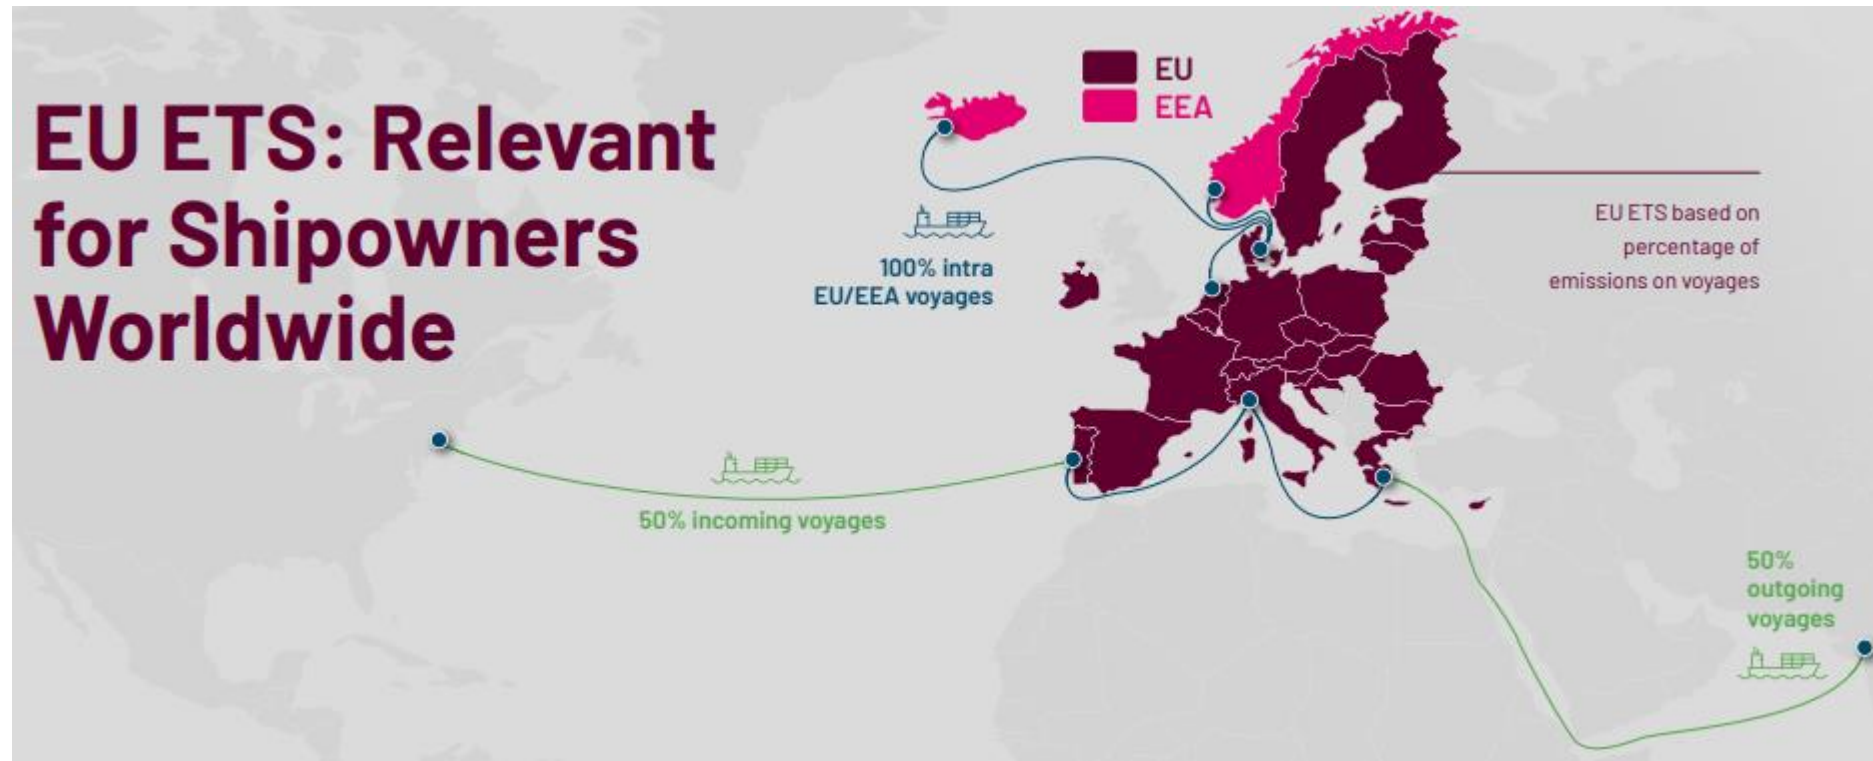 EU ETS: Relevant
for Shipowners
Worldwide
EU
EEA
100% intra
EU/EEA voyages
EU ETS based on
percentage of
emissions on voyages
50% incoming voyages
50%
outgoing
voyages